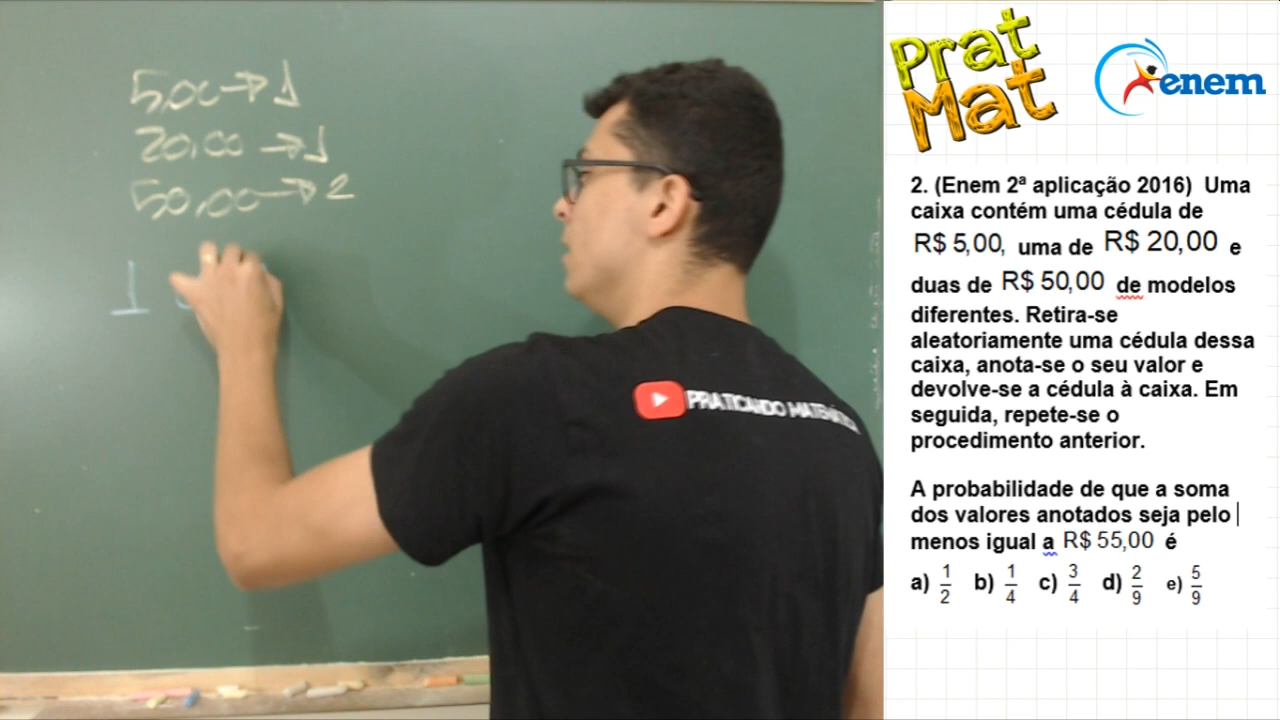 5,00 → 1
20,00 → 1
50,00 → 2
1
PRATICANDO MATEMÁTICA
Prat
Mat
enem
2. (Enem 2ª aplicação 2016) Uma
caixa contém uma cédula de
R$ 5,00, uma de R$ 20,00 e
duas de R$ 50,00 de modelos
diferentes. Retira-se
aleatoriamente uma cédula dessa
caixa, anota-se o seu valor e
devolve-se a cédula à caixa. Em
seguida, repete-se o
procedimento anterior.
A probabilidade de que a soma
dos valores anotados seja pelo
menos igual a R$ 55,00 é
a) 1/2 b) 1/4 c) 3/4 d) 2/9 e) 5/9